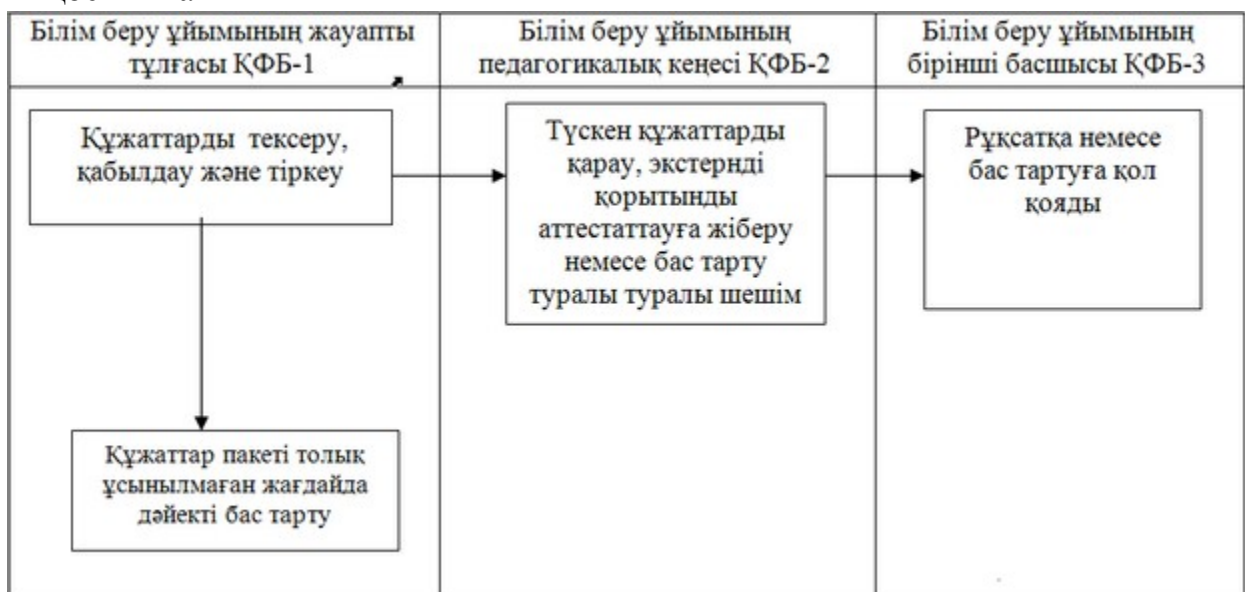 Білім беру ұйымының жауапты
тұлғасы ҚФБ-1
Білім беру ұйымының
педагогикалық кеңесі ҚФБ-2
Білім беру ұйымының
бірінші басшысы ҚФБ-3
Құжаттарды тексеру,
қабылдау және тіркеу
Түскен құжаттарды
қарау, экстернді
қорытынды
аттестаттауға жіберу
немесе бас тарту
туралы туралы шешім
Рұқсатқа немесе
бас тартуға қол
қояды
Құжаттар пакеті толық
ұсынылмаған жағдайда
дәйекті бас тарту